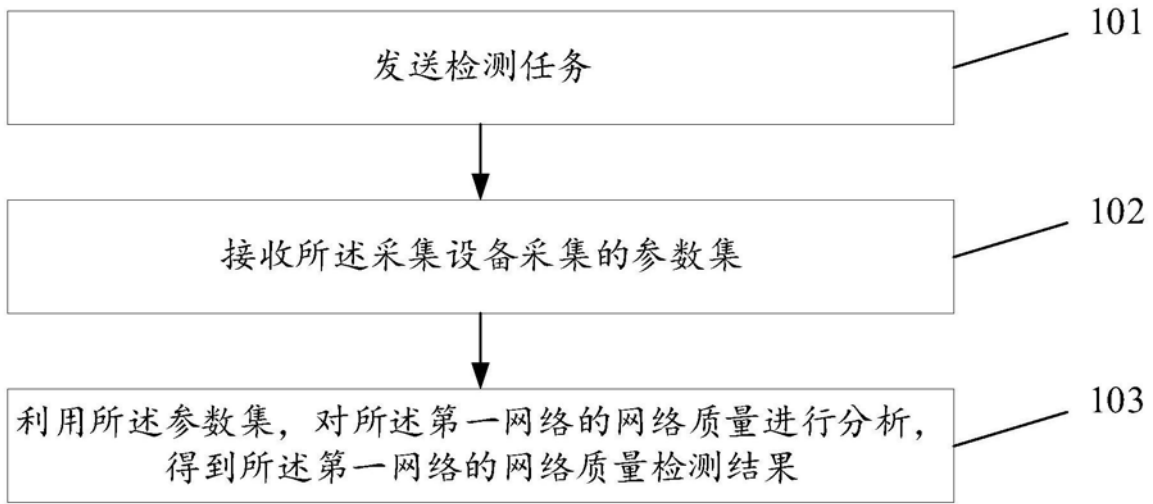 发送检测任务
101
接收所述采集设备采集的参数集
102
利用所述参数集，对所述第一网络的网络质量进行分析，
得到所述第一网络的网络质量检测结果
103